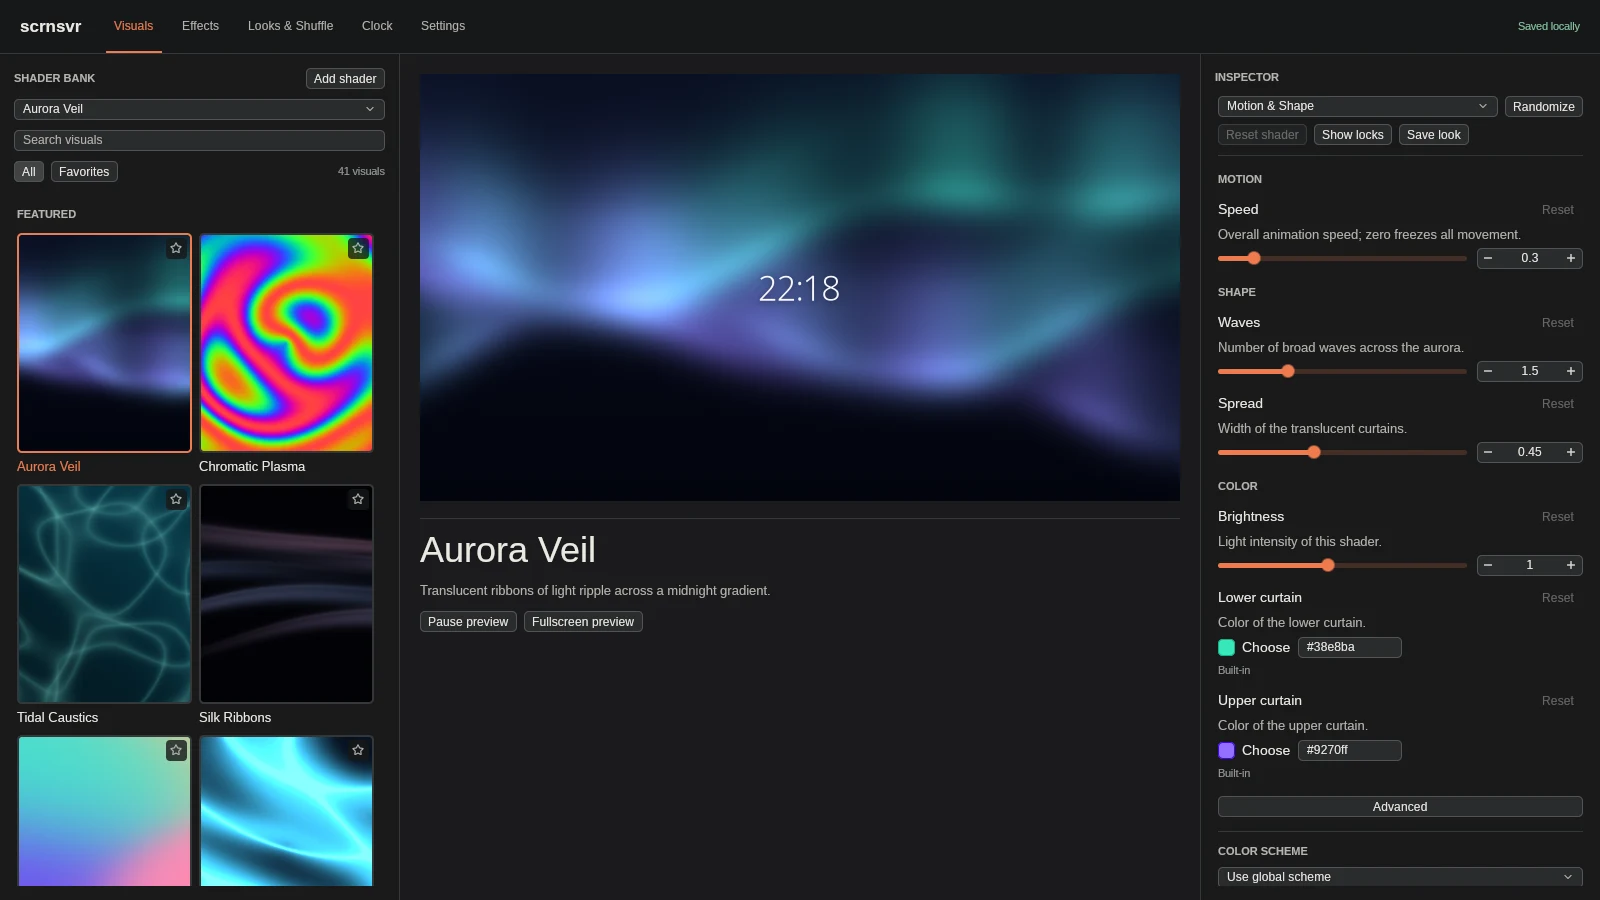 scrnsvr
Visuals
Effects
Looks & Shuffle
Clock
Settings
Saved locally
SHADER BANK
Add shader
Aurora Veil
Search visuals
All
Favorites
41 visuals
FEATURED
Aurora Veil
Chromatic Plasma
Tidal Caustics
Silk Ribbons
22:18
Aurora Veil
Translucent ribbons of light ripple across a midnight gradient.
Pause preview
Fullscreen preview
INSPECTOR
Motion & Shape
Randomize
Reset shader
Show locks
Save look
MOTION
Speed
Reset
Overall animation speed; zero freezes all movement.
− 0.3 +
SHAPE
Waves
Reset
Number of broad waves across the aurora.
− 1.5 +
Spread
Reset
Width of the translucent curtains.
− 0.45 +
COLOR
Brightness
Reset
Light intensity of this shader.
− 1 +
Lower curtain
Reset
Color of the lower curtain.
Choose
#38e8ba
Built-in
Upper curtain
Reset
Color of the upper curtain.
Choose
#9270ff
Built-in
Advanced
COLOR SCHEME
Use global scheme